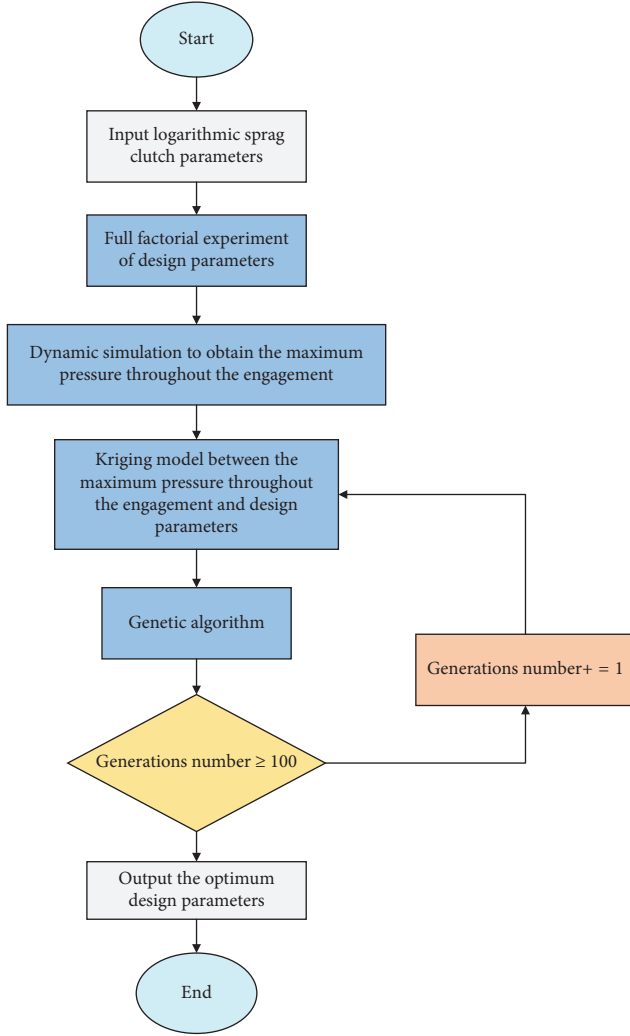 Start
Input logarithmic sprag
clutch parameters
Full factorial experiment
of design parameters
Dynamic simulation to obtain the maximum
pressure throughout the engagement
Kriging model between the
maximum pressure throughout
the engagement and design
parameters
Genetic algorithm
Generations number+ = 1
Generations number ≥ 100
Output the optimum
design parameters
End